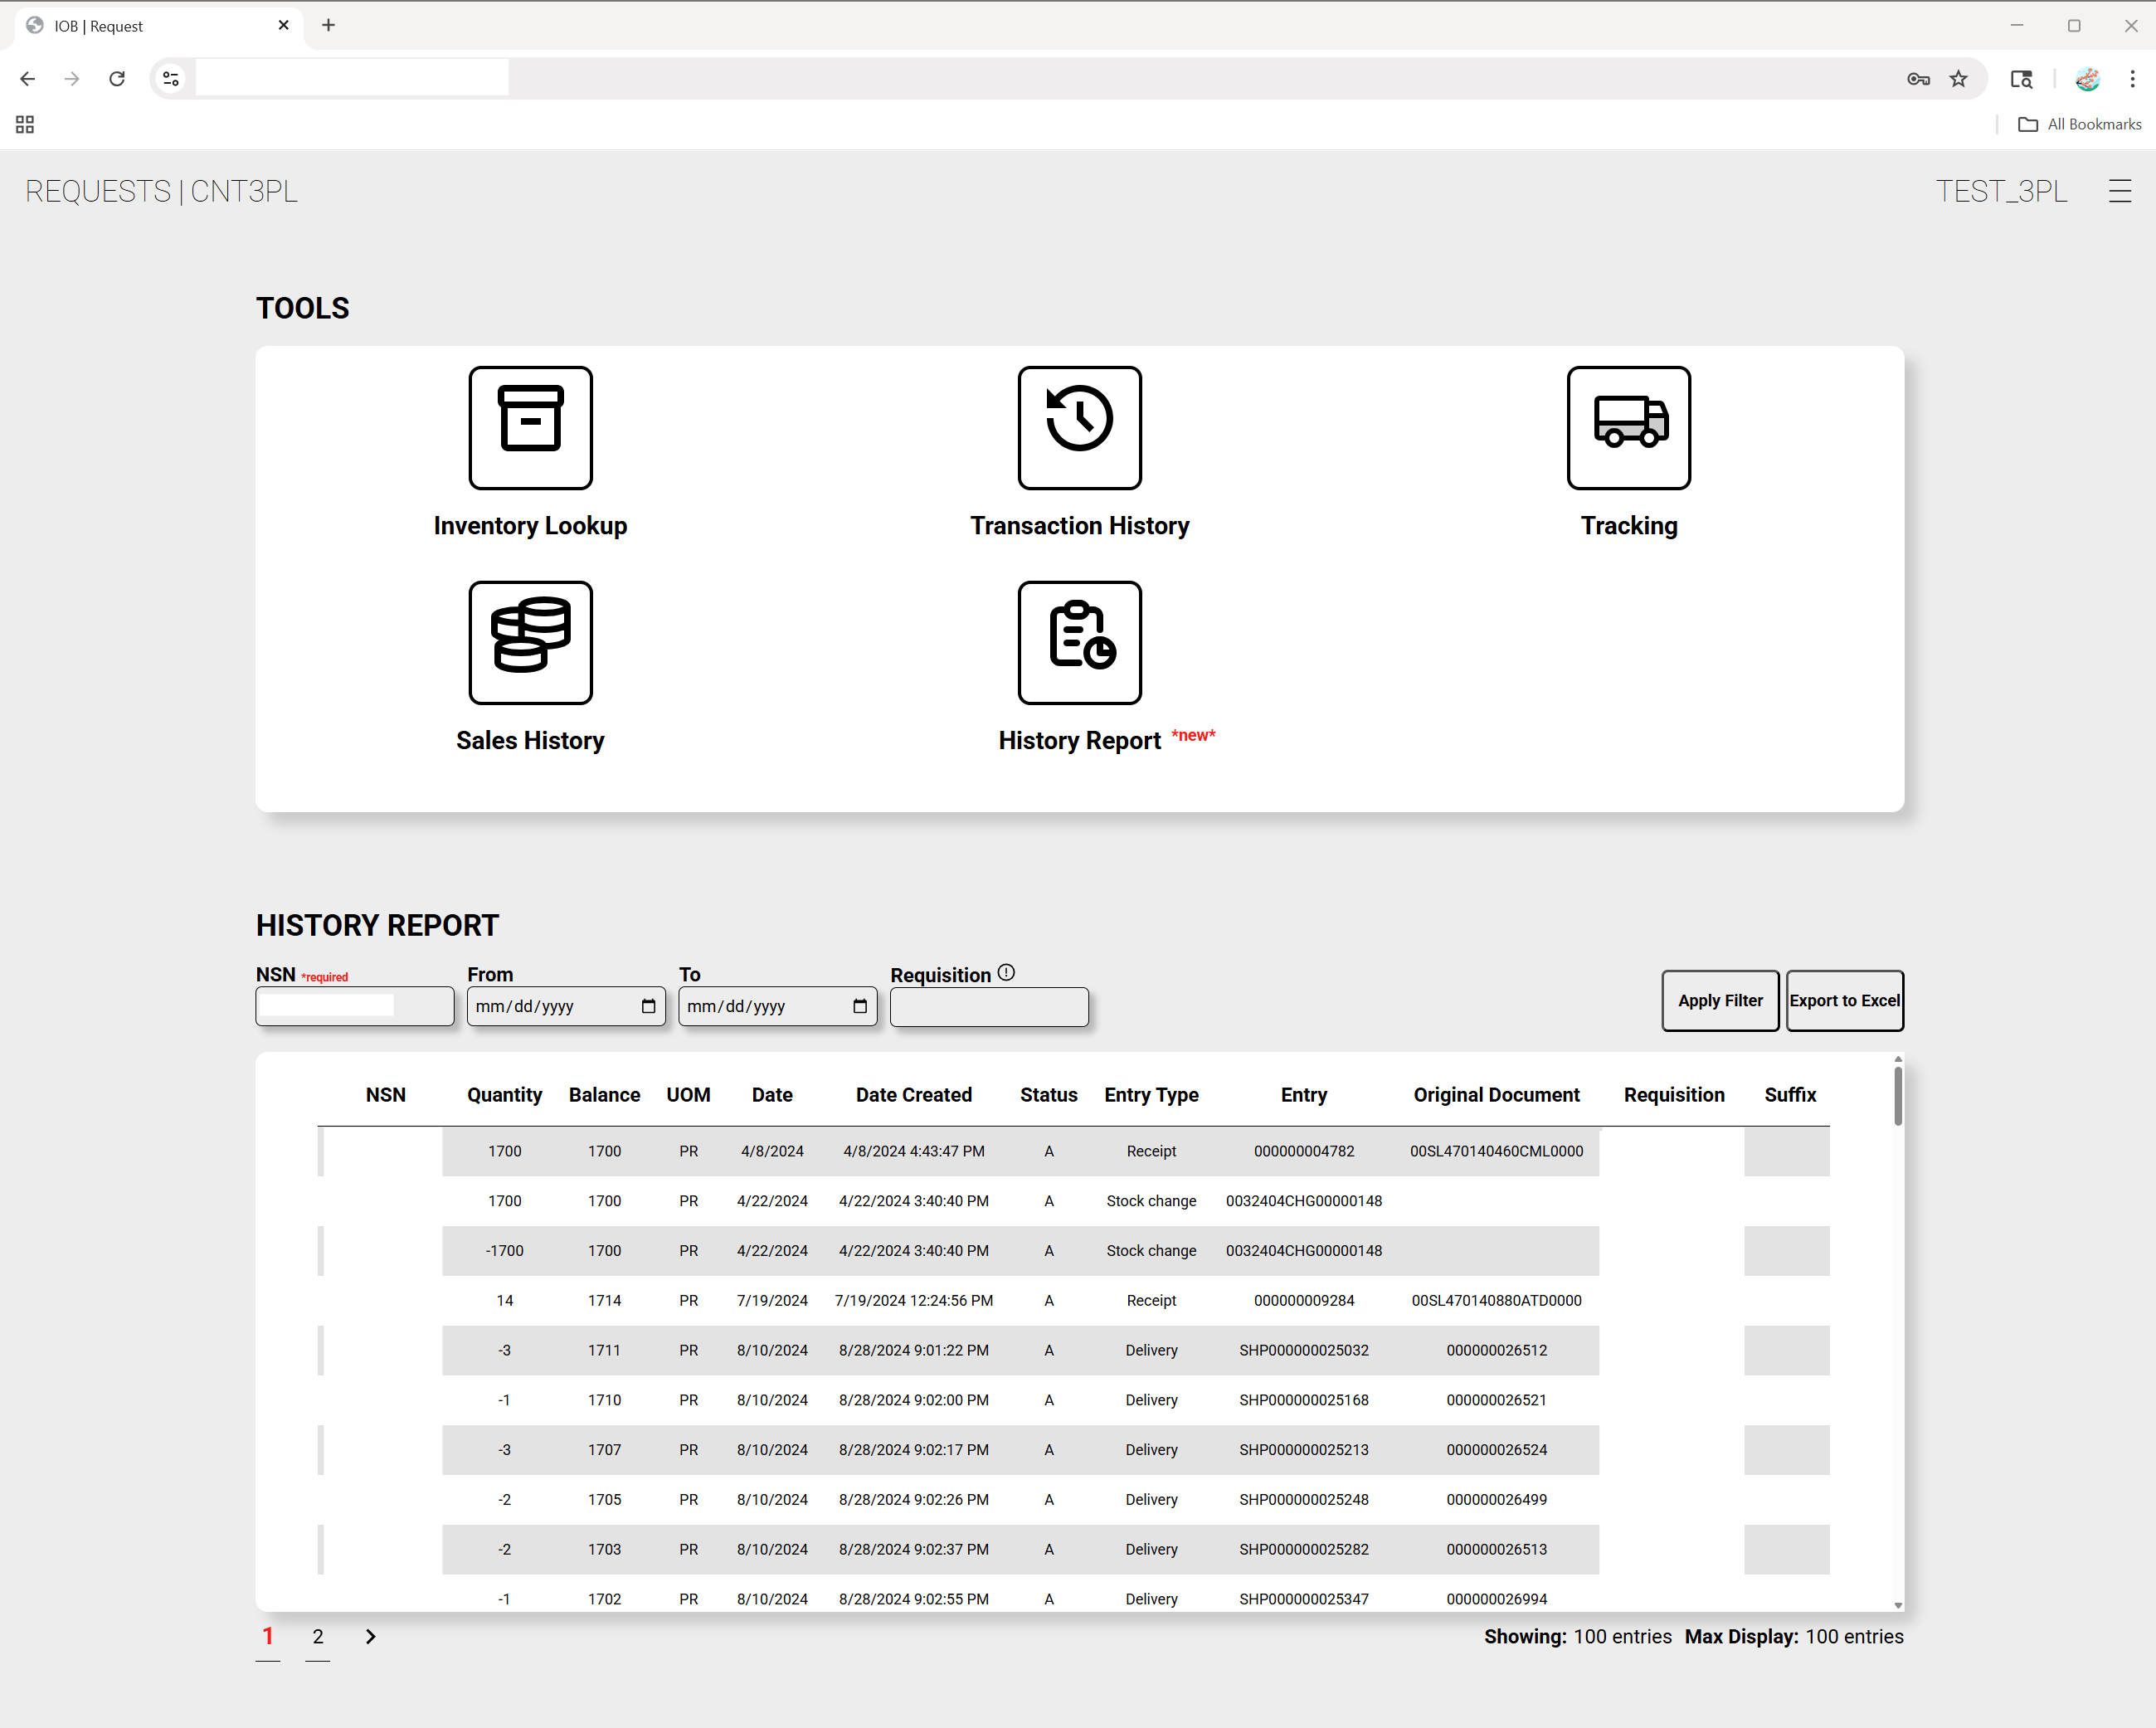 IOB | Request
All Bookmarks
REQUESTS | CNT3PL
TEST_3PL
TOOLS
Inventory Lookup
Transaction History
Tracking
Sales History
History Report *new*
HISTORY REPORT
NSN *required From To Requisition
mm/dd/yyyy mm/dd/yyyy
Apply Filter Export to Excel
NSN Quantity Balance UOM Date Date Created Status Entry Type Entry Original Document Requisition Suffix
1700 1700 PR 4/8/2024 4/8/2024 4:43:47 PM A Receipt 000000004782 00SL470140460CML0000
1700 1700 PR 4/22/2024 4/22/2024 3:40:40 PM A Stock change 0032404CHG00000148
-1700 1700 PR 4/22/2024 4/22/2024 3:40:40 PM A Stock change 0032404CHG00000148
14 1714 PR 7/19/2024 7/19/2024 12:24:56 PM A Receipt 000000009284 00SL470140880ATD0000
-3 1711 PR 8/10/2024 8/28/2024 9:01:22 PM A Delivery SHP000000025032 000000026512
-1 1710 PR 8/10/2024 8/28/2024 9:02:00 PM A Delivery SHP000000025168 000000026521
-3 1707 PR 8/10/2024 8/28/2024 9:02:17 PM A Delivery SHP000000025213 000000026524
-2 1705 PR 8/10/2024 8/28/2024 9:02:26 PM A Delivery SHP000000025248 000000026499
-2 1703 PR 8/10/2024 8/28/2024 9:02:37 PM A Delivery SHP000000025282 000000026513
-1 1702 PR 8/10/2024 8/28/2024 9:02:55 PM A Delivery SHP000000025347 000000026994
1 2
Showing: 100 entries Max Display: 100 entries